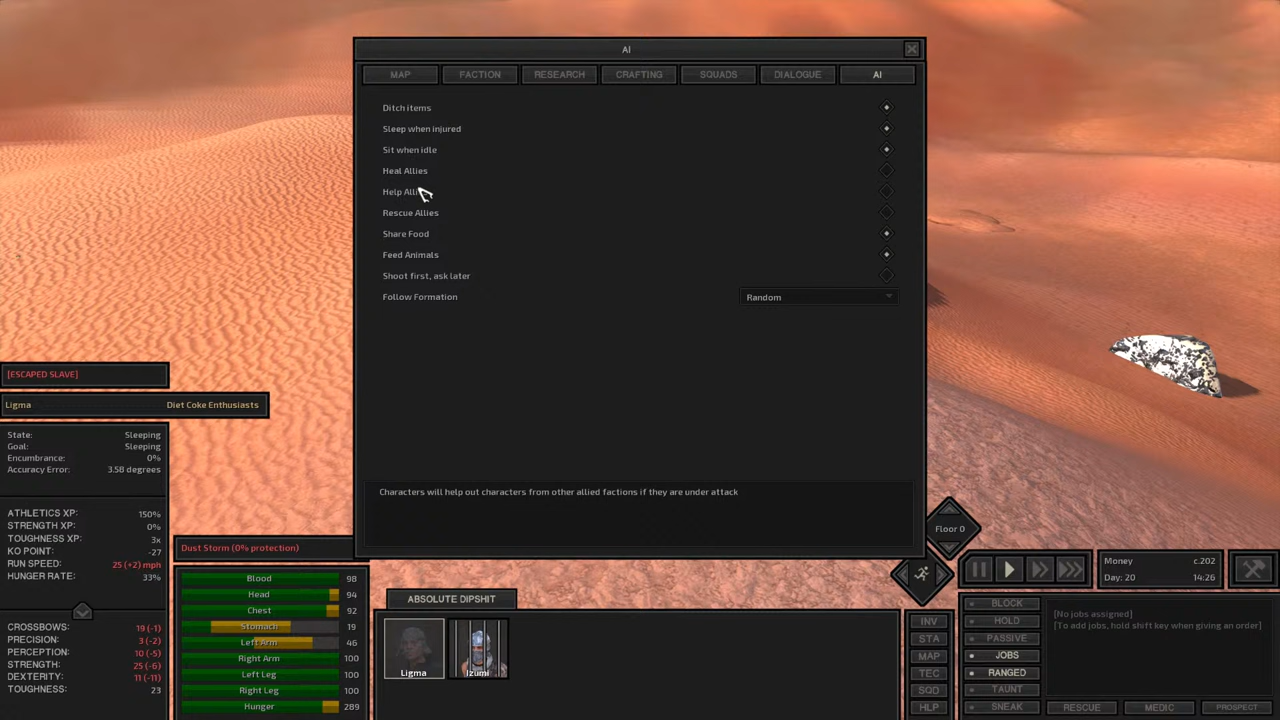 AI
MAP
FACTION
RESEARCH
CRAFTING
SQUADS
DIALOGUE
AI
Ditch items
Sleep when injured
Sit when idle
Heal Allies
Help Alli
Rescue Allies
Share Food
Feed Animals
Shoot first, ask later
Follow Formation
Random
Characters will help out characters from other allied factions if they are under attack
[ESCAPED SLAVE]
Ligma Diet Coke Enthusiasts
State: Sleeping
Goal: Sleeping
Encumbrance: 0%
Accuracy Error: 3.58 degrees
ATHLETICS XP: 150%
STRENGTH XP: 0%
TOUGHNESS XP: 3x
KO POINT: -27
RUN SPEED: 25 (+2) mph
HUNGER RATE: 33%
CROSSBOWS: 19 (-1)
PRECISION: 3 (-2)
PERCEPTION: 10 (-5)
STRENGTH: 25 (-6)
DEXTERITY: 11 (-11)
TOUGHNESS: 23
Dust Storm (0% protection)
Blood 98
Head 94
Chest 92
Stomach 19
Left Arm 46
Right Arm 100
Left Leg 100
Right Leg 100
Hunger 289
ABSOLUTE DIPSHIT
Ligma
Izumi
Floor 0
INV
STA
MAP
TEC
SQD
HLP
Money c.202
Day: 20 14:26
BLOCK
HOLD
PASSIVE
JOBS
RANGED
TAUNT
SNEAK
[No jobs assigned]
[To add jobs, hold shift key when giving an order]
RESCUE
MEDIC
PROSPECT